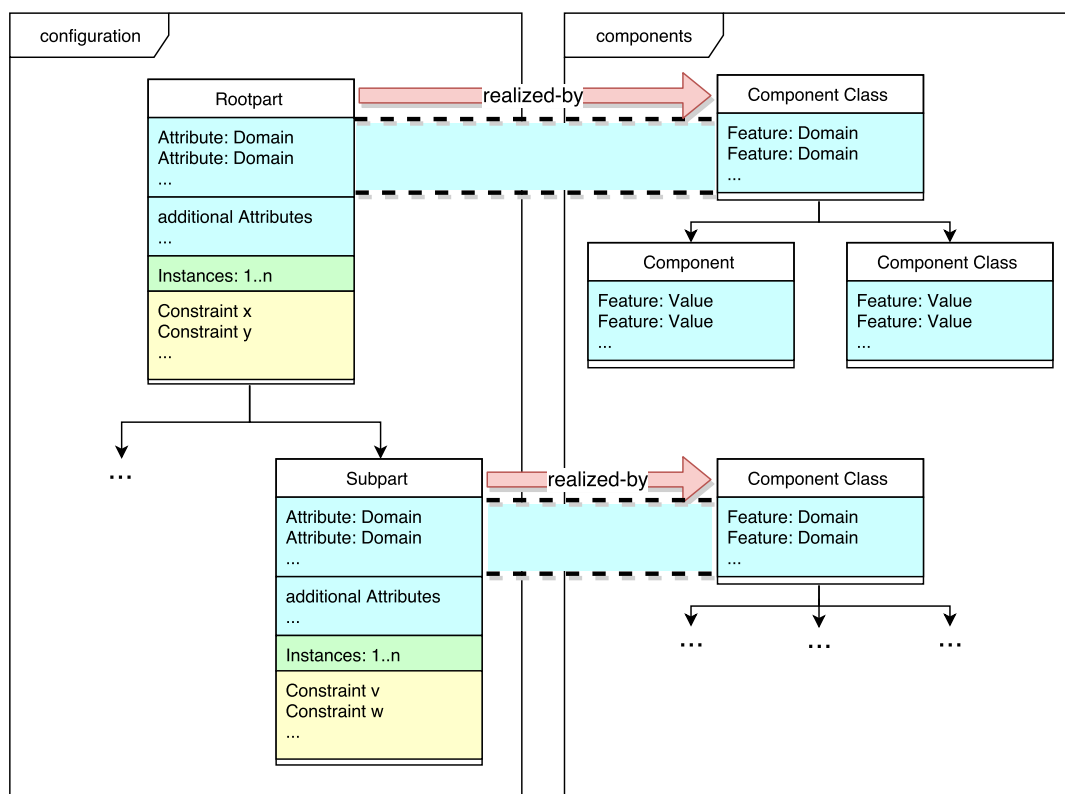 configuration
components
Rootpart
realized-by
Component Class
Attribute: Domain
Attribute: Domain
...
additional Attributes
...
Instances: 1..n
Constraint x
Constraint y
...
Feature: Domain
Feature: Domain
...
Component
Feature: Value
Feature: Value
...
Component Class
Feature: Value
Feature: Value
...
...
Subpart
realized-by
Component Class
Attribute: Domain
Attribute: Domain
...
additional Attributes
...
Instances: 1..n
Constraint v
Constraint w
...
Feature: Domain
Feature: Domain
...
...
...
...